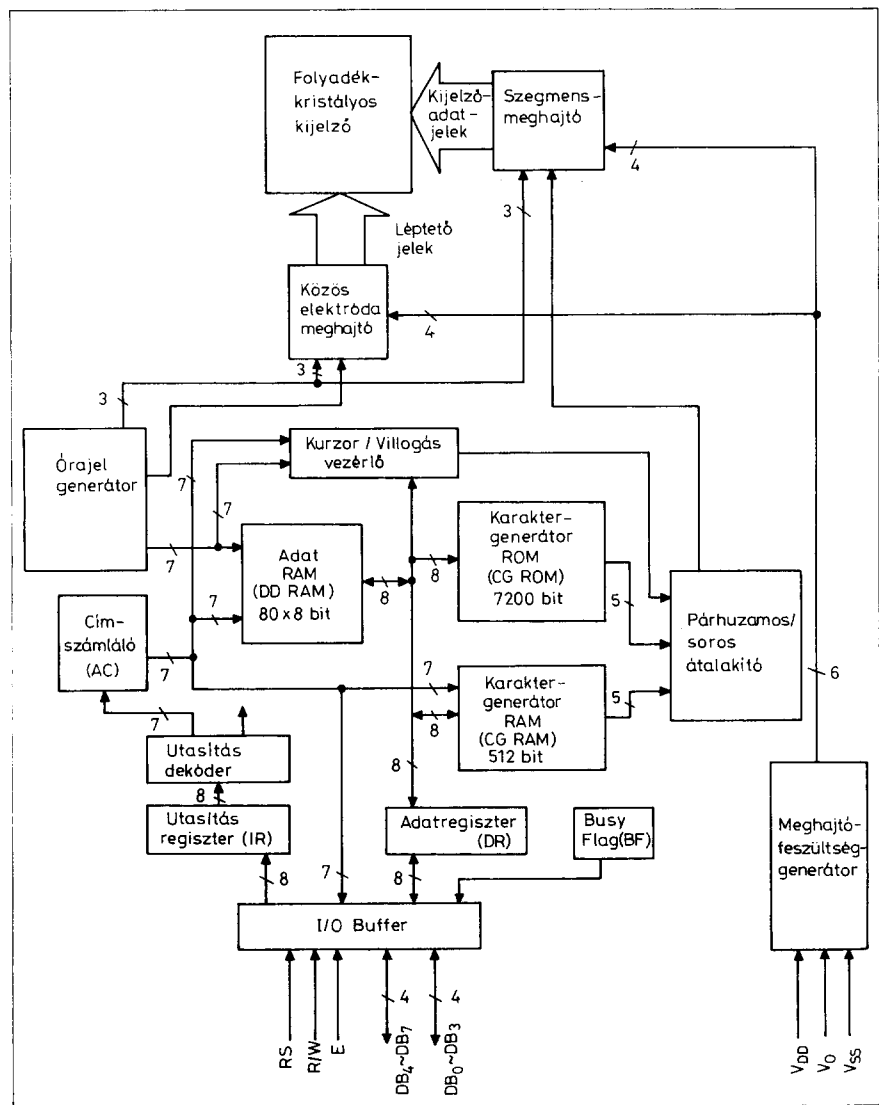 Folyadék-
kristályos
kijelző
Kijelző-
adat-
jelek
Szegmens-
meghajtó
4
3
Léptető
jelek
Közös
elektróda
meghajtó
4
3
3
Órajel
generátor
Kurzor / Villogás
vezérlő
7
7
7
Adat
RAM
(DD RAM)
80x8 bit
8
8
Karakter-
generátor
ROM
(CG ROM)
7200 bit
5
Párhuzamos/
soros
átalakító
7
Cím-
számláló
(AC)
7
7
8
Karakter-
generátor
RAM
(CG RAM)
512 bit
5
6
7
Utasítás
dekóder
8
8
Utasítás
regiszter (IR)
Adatregiszter
(DR)
Busy
Flag(BF)
Meghajtó-
feszültség-
generátor
8
7
8
I/O Buffer
4
4
RS
R/W
E
DB4~DB7
DB0~DB3
VDD
VO
VSS